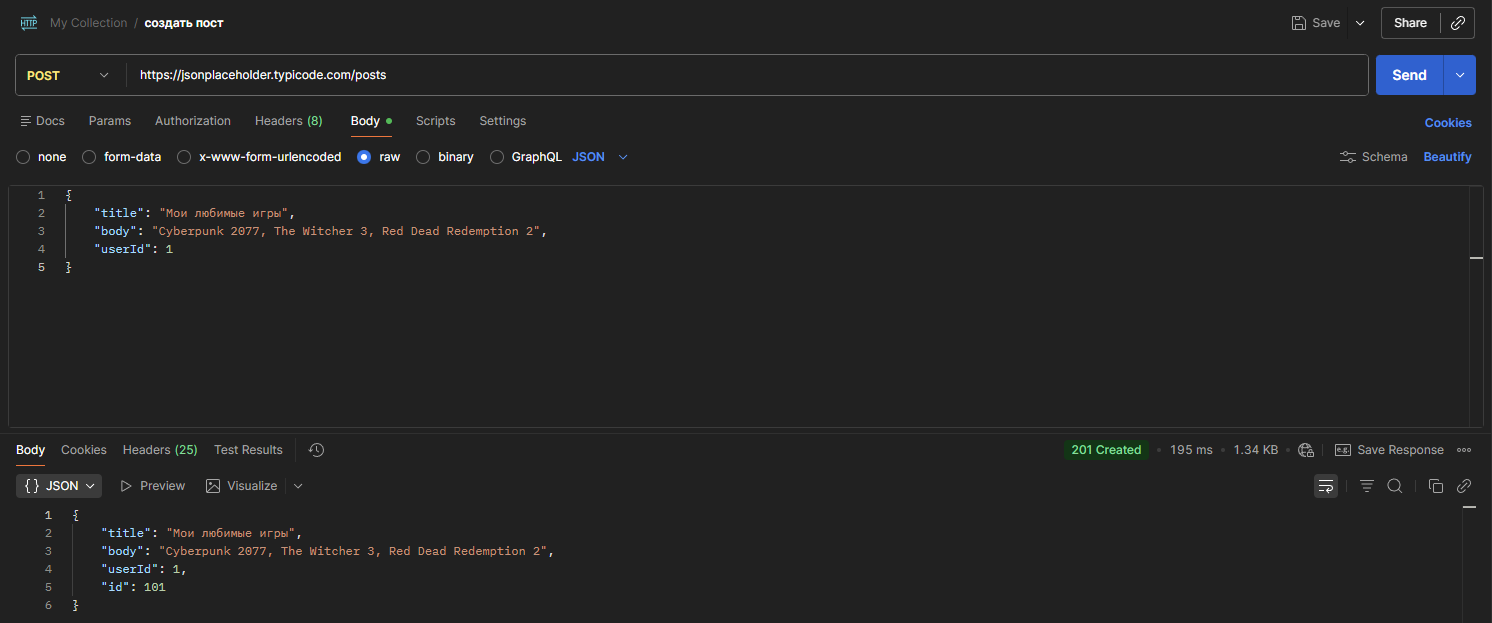 HTTP My Collection / создать пост Save Share
POST https://jsonplaceholder.typicode.com/posts Send
Docs Params Authorization Headers (8) Body Scripts Settings Cookies
none form-data x-www-form-urlencoded raw binary GraphQL JSON Schema Beautify
1 {
2 "title": "Мои любимые игры",
3 "body": "Cyberpunk 2077, The Witcher 3, Red Dead Redemption 2",
4 "userId": 1
5 }
Body Cookies Headers (25) Test Results 201 Created • 195 ms • 1.34 KB • e.g. Save Response
{} JSON Preview Visualize
1 {
2 "title": "Мои любимые игры",
3 "body": "Cyberpunk 2077, The Witcher 3, Red Dead Redemption 2",
4 "userId": 1,
5 "id": 101
6 }